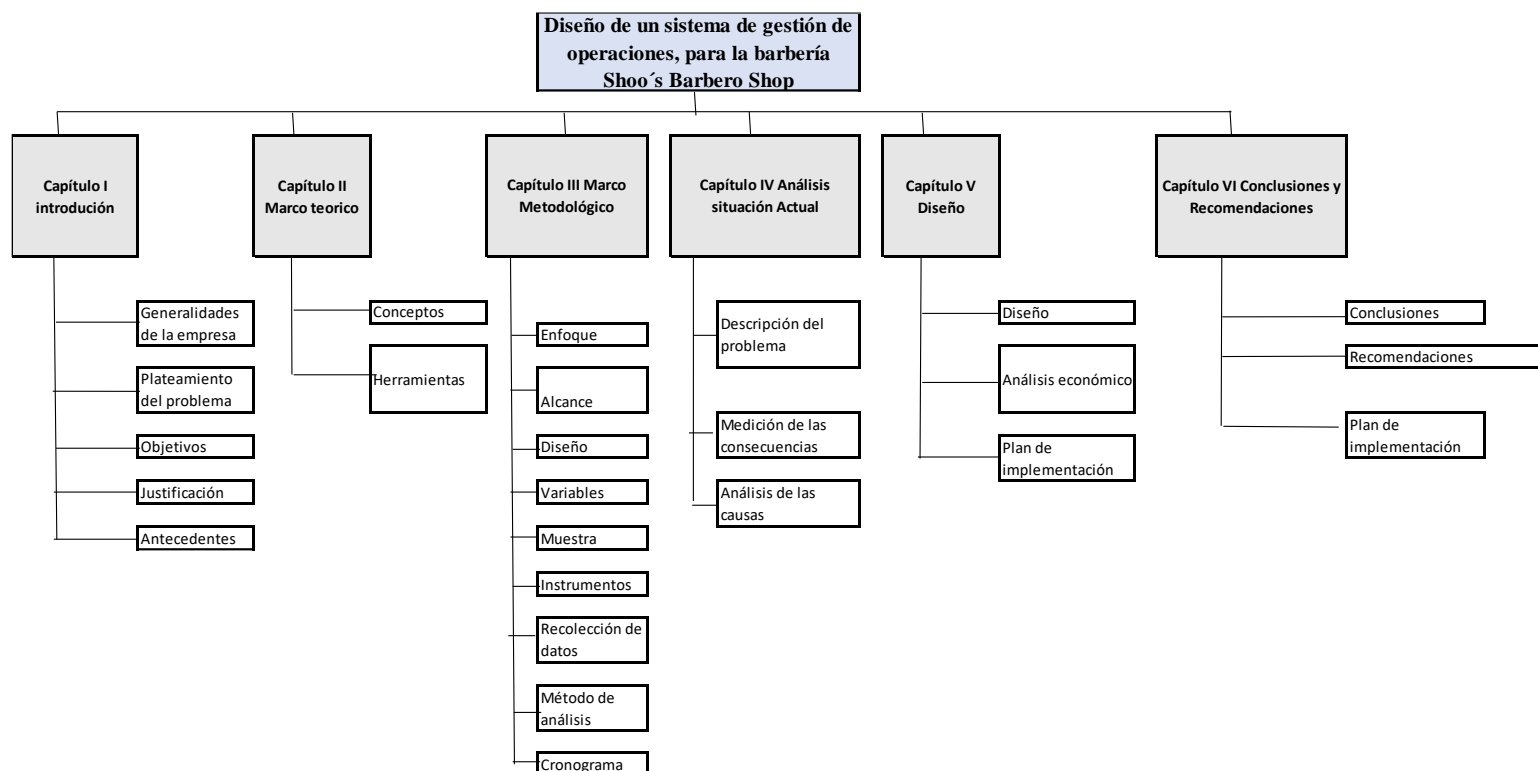 Diseño de un sistema de gestión de
operaciones, para la barbería
Shoo´s Barbero Shop
Capítulo I
introdución
Generalidades
de la empresa
Plateamiento
del problema
Objetivos
Justificación
Antecedentes
Capítulo II
Marco teorico
Conceptos
Herramientas
Capítulo III Marco
Metodológico
Enfoque
Alcance
Diseño
Variables
Muestra
Instrumentos
Recolección de
datos
Método de
análisis
Cronograma
Capítulo IV Análisis
situación Actual
Descripción del
problema
Medición de las
consecuencias
Análisis de las
causas
Capítulo V
Diseño
Diseño
Análisis económico
Plan de
implementación
Capítulo VI Conclusiones y
Recomendaciones
Conclusiones
Recomendaciones
Plan de
implementación